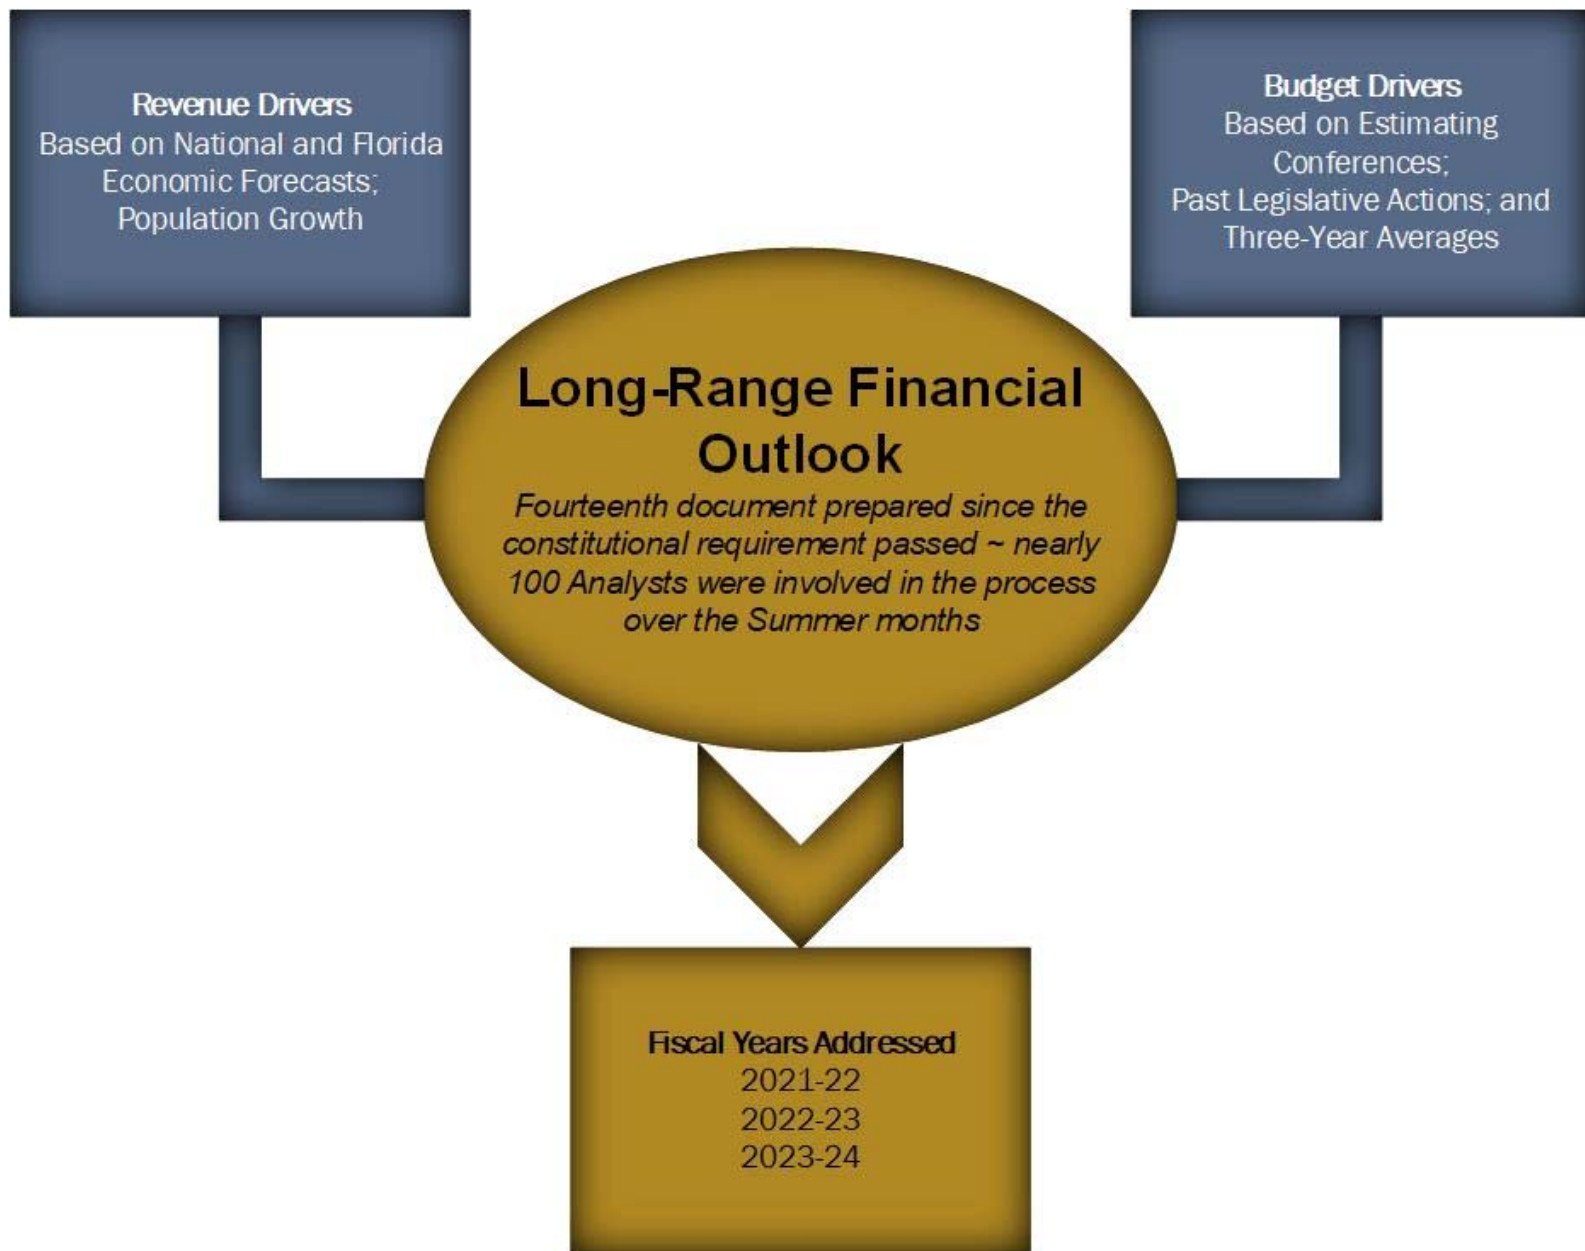 Revenue Drivers
Based on National and Florida
Economic Forecasts;
Population Growth
Budget Drivers
Based on Estimating
Conferences;
Past Legislative Actions; and
Three-Year Averages
Long-Range Financial
Outlook
Fourteenth document prepared since the
constitutional requirement passed ~ nearly
100 Analysts were involved in the process
over the Summer months
Fiscal Years Addressed
2021-22
2022-23
2023-24